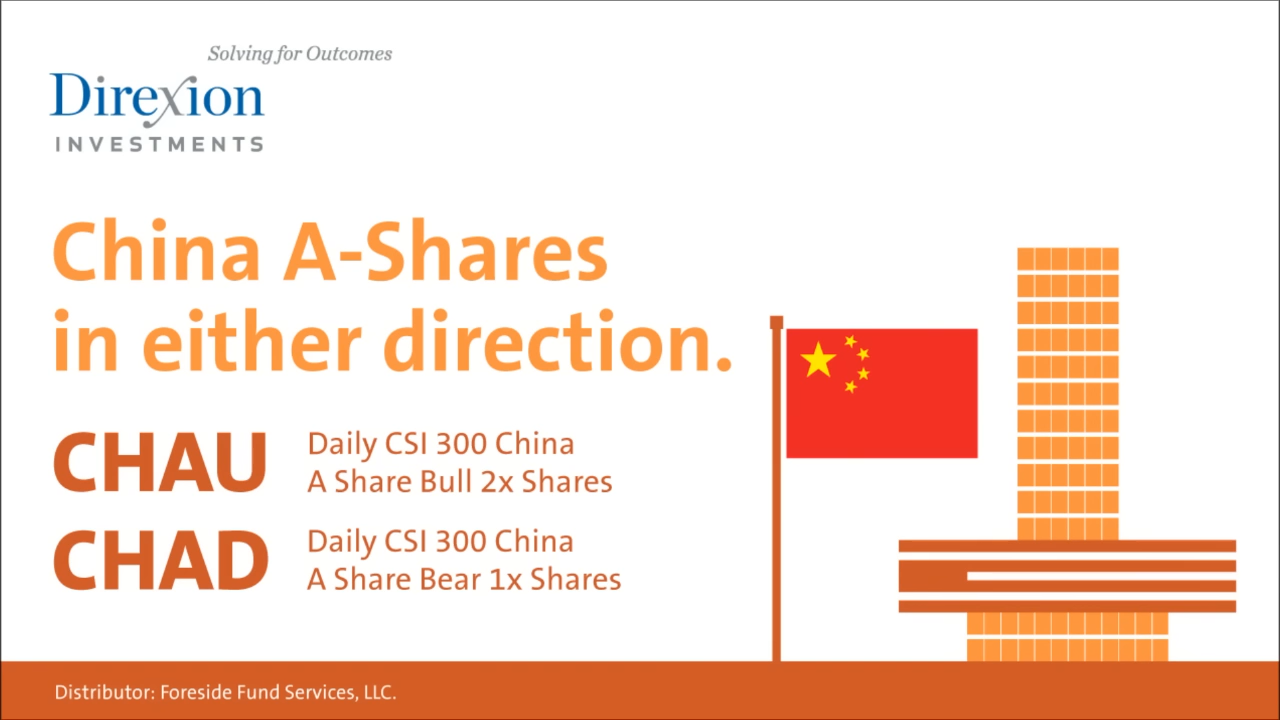 Solving for Outcomes
Direxion
INVESTMENTS
China A-Shares
in either direction.
CHAU
Daily CSI 300 China
A Share Bull 2x Shares
CHAD
Daily CSI 300 China
A Share Bear 1x Shares
Distributor: Foreside Fund Services, LLC.